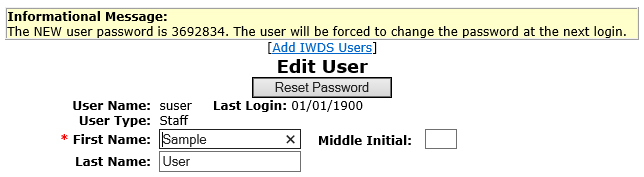 Informational Message:
The NEW user password is 3692834. The user will be forced to change the password at the next login.
[Add IWDS Users]
Edit User
Reset Password
User Name: suser Last Login: 01/01/1900
User Type: Staff
* First Name: Sample × Middle Initial:
Last Name: User